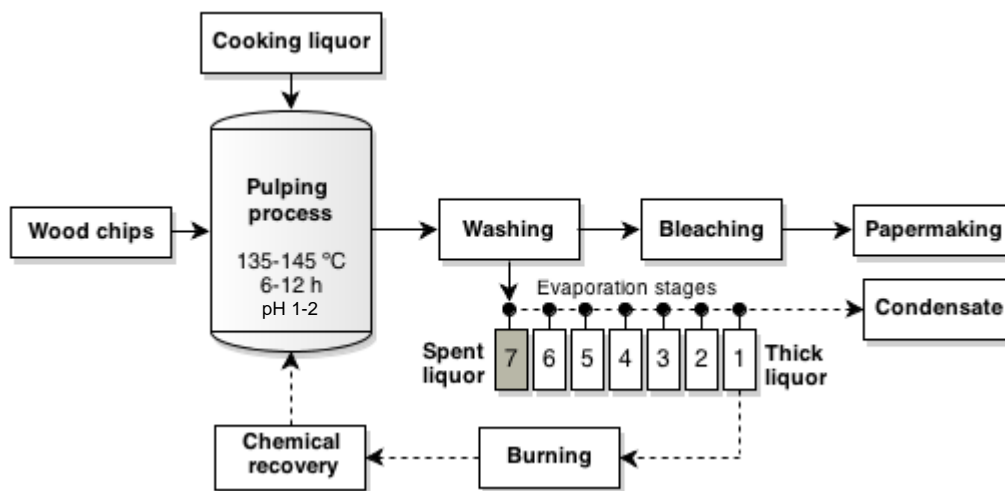 Cooking liquor
Pulping
process
135-145 ºC
6-12 h
pH 1-2
Wood chips
Washing
Bleaching
Papermaking
Evaporation stages
Condensate
Spent
liquor
7
6
5
4
3
2
1
Thick
liquor
Chemical
recovery
Burning